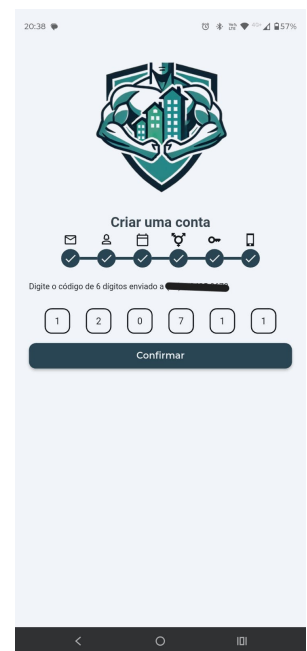 20:38 57%
Criar uma conta
Digite o código de 6 dígitos enviado a
1 2 0 7 1 1
Confirmar